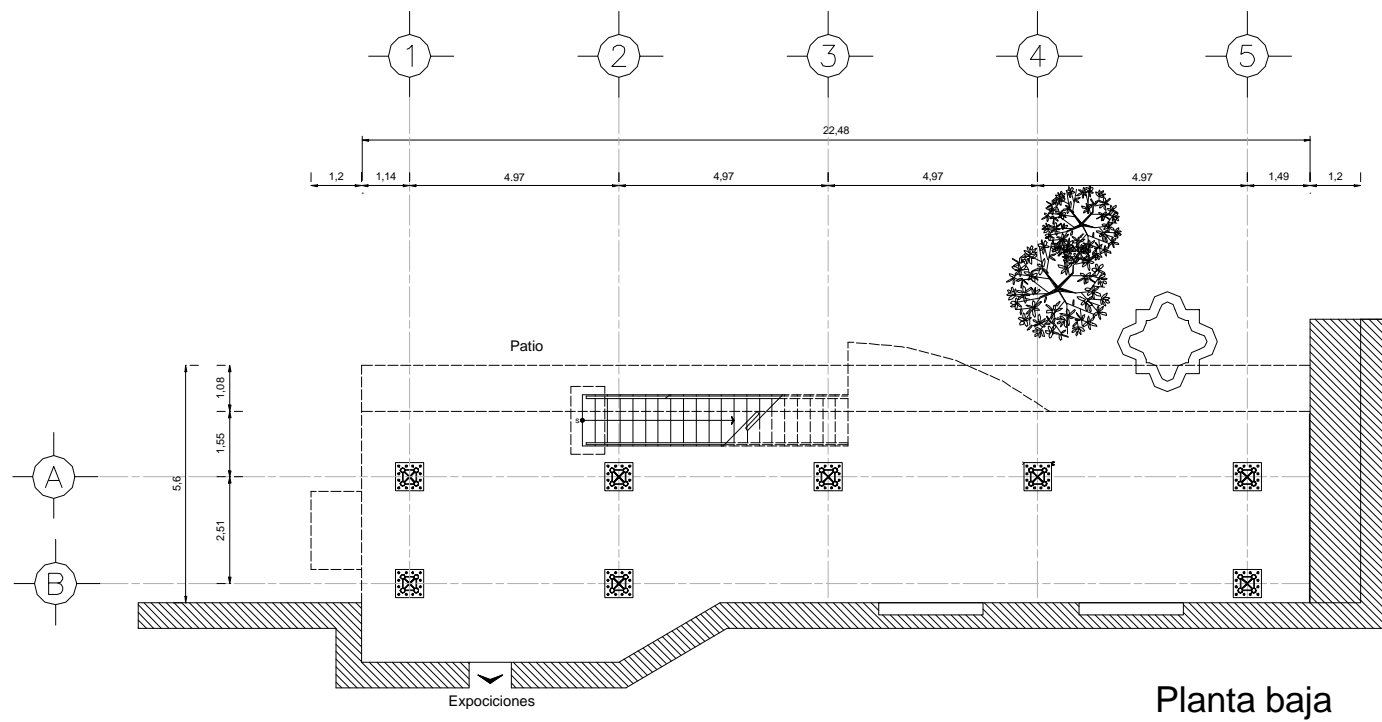 1 2 3 4 5
22,48
1,2 1,14 4.97 4,97 4,97 4.97 1,49 1,2
Patio
1,08
1,55
S
A
5,6
2,51
B
Expociciones
Planta baja